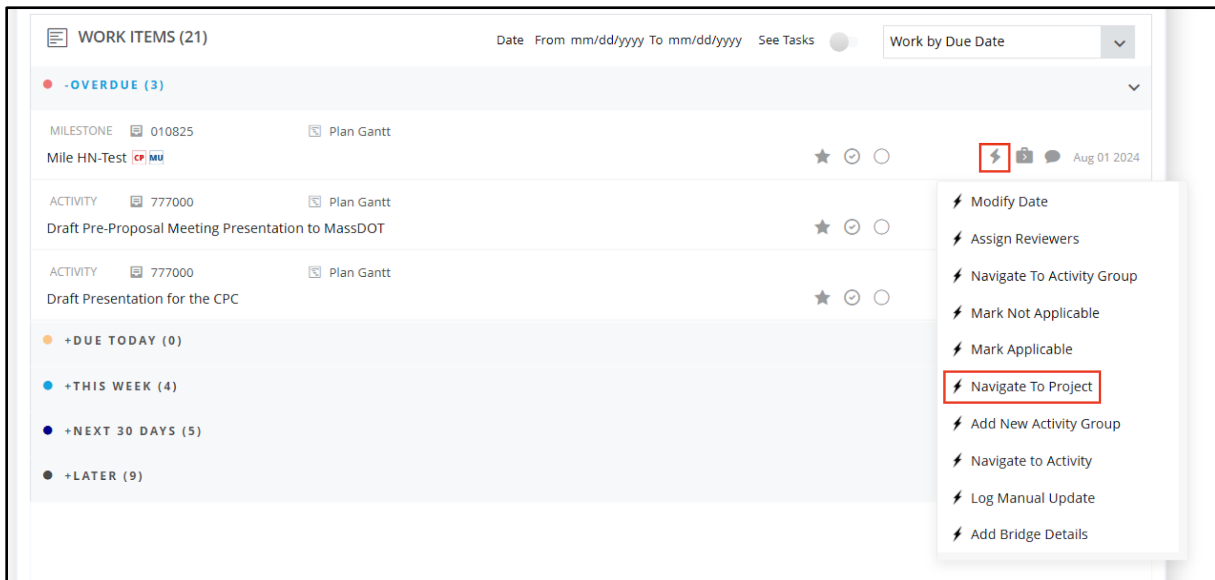 WORK ITEMS (21)
Date From mm/dd/yyyy To mm/dd/yyyy See Tasks Work by Due Date
-OVERDUE (3)
MILESTONE 010825 Plan Gantt
Mile HN-Test CP MU Aug 01 2024
ACTIVITY 777000 Plan Gantt
Draft Pre-Proposal Meeting Presentation to MassDOT
ACTIVITY 777000 Plan Gantt
Draft Presentation for the CPC
+DUE TODAY (0)
+THIS WEEK (4)
+NEXT 30 DAYS (5)
+LATER (9)
Modify Date
Assign Reviewers
Navigate To Activity Group
Mark Not Applicable
Mark Applicable
Navigate To Project
Add New Activity Group
Navigate to Activity
Log Manual Update
Add Bridge Details